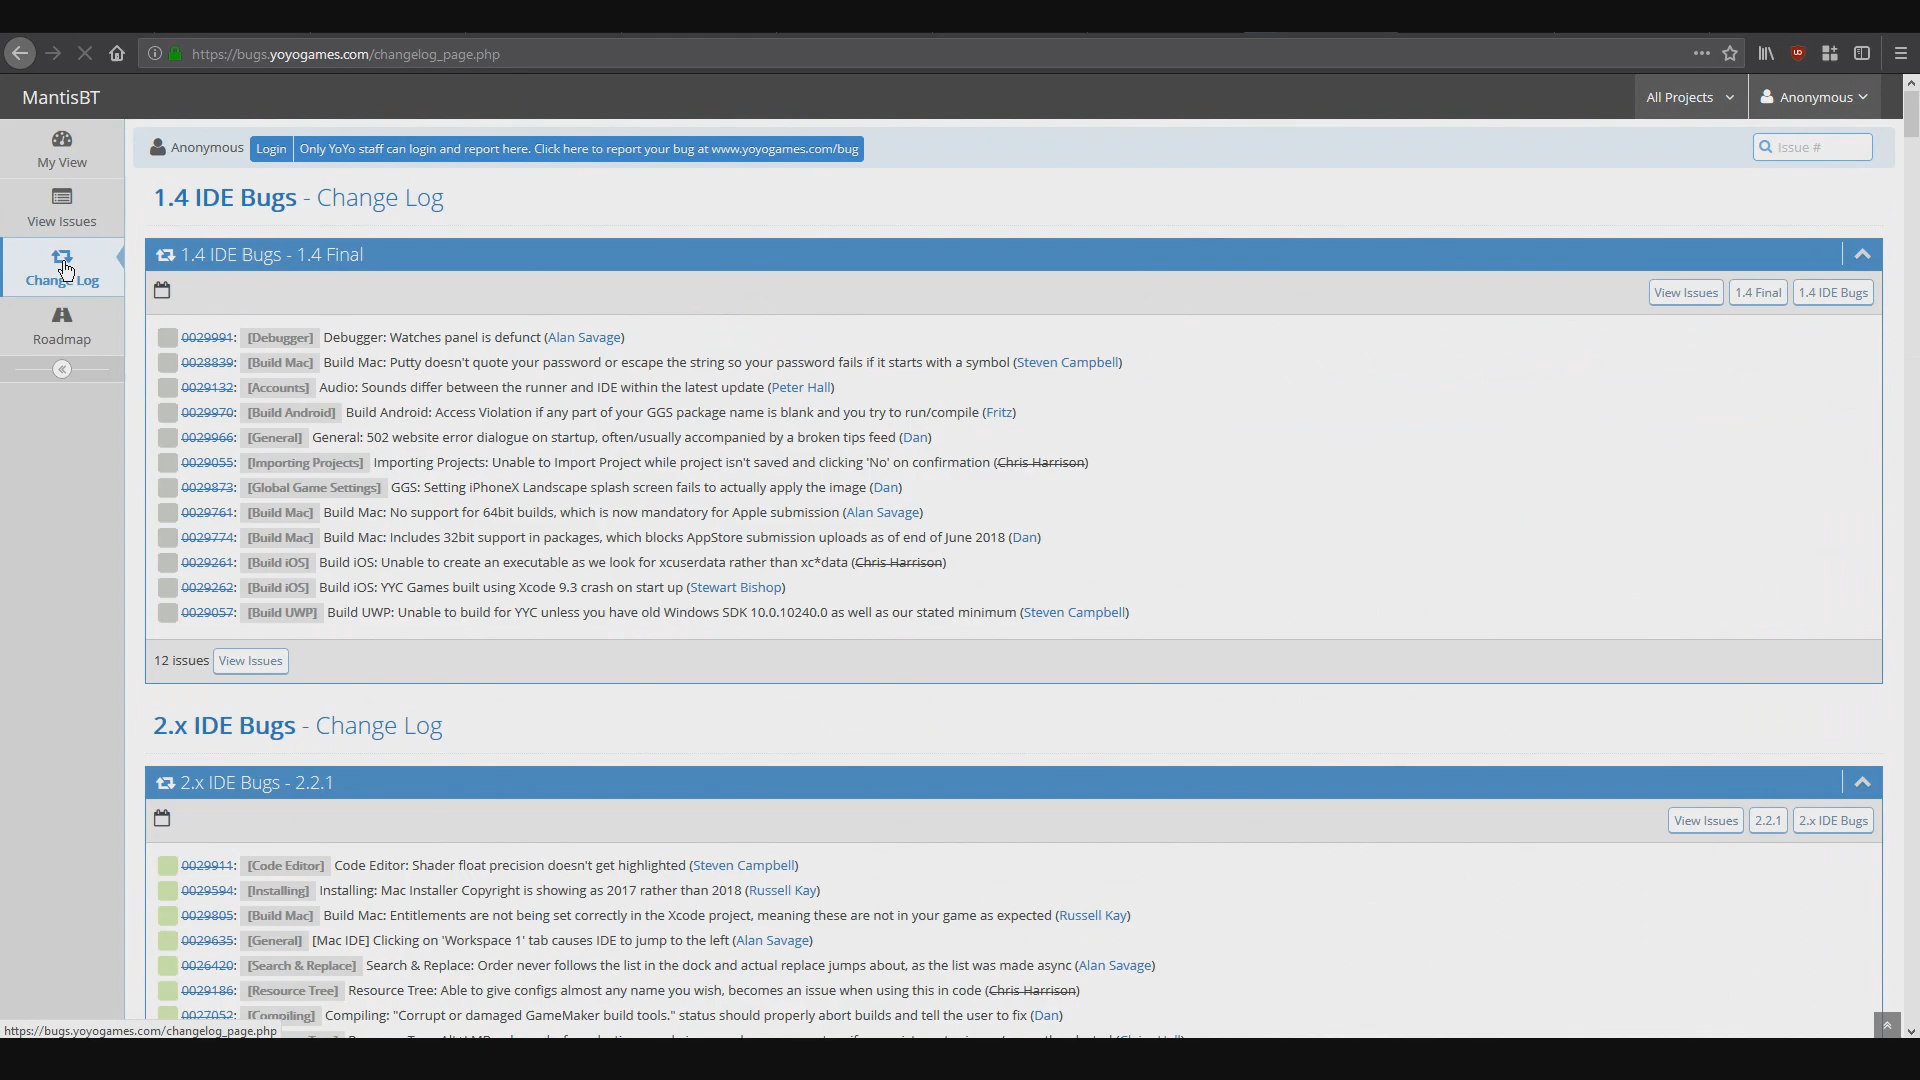 https://bugs.yoyogames.com/changelog_page.php
MantisBT
All Projects
Anonymous
My View
View Issues
Change Log
Roadmap
Anonymous
Login
Only YoYo staff can login and report here. Click here to report your bug at www.yoyogames.com/bug
Issue #
1.4 IDE Bugs - Change Log
1.4 IDE Bugs - 1.4 Final
View Issues
1.4 Final
1.4 IDE Bugs
0029991: [Debugger] Debugger: Watches panel is defunct (Alan Savage)
0028839: [Build Mac] Build Mac: Putty doesn't quote your password or escape the string so your password fails if it starts with a symbol (Steven Campbell)
0029132: [Accounts] Audio: Sounds differ between the runner and IDE within the latest update (Peter Hall)
0029970: [Build Android] Build Android: Access Violation if any part of your GGS package name is blank and you try to run/compile (Fritz)
0029966: [General] General: 502 website error dialogue on startup, often/usually accompanied by a broken tips feed (Dan)
0029055: [Importing Projects] Importing Projects: Unable to Import Project while project isn't saved and clicking 'No' on confirmation (Chris Harrison)
0029873: [Global Game Settings] GGS: Setting iPhoneX Landscape splash screen fails to actually apply the image (Dan)
0029761: [Build Mac] Build Mac: No support for 64bit builds, which is now mandatory for Apple submission (Alan Savage)
0029774: [Build Mac] Build Mac: Includes 32bit support in packages, which blocks AppStore submission uploads as of end of June 2018 (Dan)
0029261: [Build iOS] Build iOS: Unable to create an executable as we look for xcuserdata rather than xc*data (Chris Harrison)
0029262: [Build iOS] Build iOS: YYC Games built using Xcode 9.3 crash on start up (Stewart Bishop)
0029057: [Build UWP] Build UWP: Unable to build for YYC unless you have old Windows SDK 10.0.10240.0 as well as our stated minimum (Steven Campbell)
12 issues View Issues
2.x IDE Bugs - Change Log
2.x IDE Bugs - 2.2.1
View Issues
2.2.1
2.x IDE Bugs
0029911: [Code Editor] Code Editor: Shader float precision doesn't get highlighted (Steven Campbell)
0029594: [Installing] Installing: Mac Installer Copyright is showing as 2017 rather than 2018 (Russell Kay)
0029805: [Build Mac] Build Mac: Entitlements are not being set correctly in the Xcode project, meaning these are not in your game as expected (Russell Kay)
0029635: [General] [Mac IDE] Clicking on 'Workspace 1' tab causes IDE to jump to the left (Alan Savage)
0026420: [Search & Replace] Search & Replace: Order never follows the list in the dock and actual replace jumps about, as the list was made async (Alan Savage)
0029186: [Resource Tree] Resource Tree: Able to give configs almost any name you wish, becomes an issue when using this in code (Chris Harrison)
0027052: [Compiling] Compiling: "Corrupt or damaged GameMaker build tools." status should properly abort builds and tell the user to fix (Dan)
https://bugs.yoyogames.com/changelog_page.php